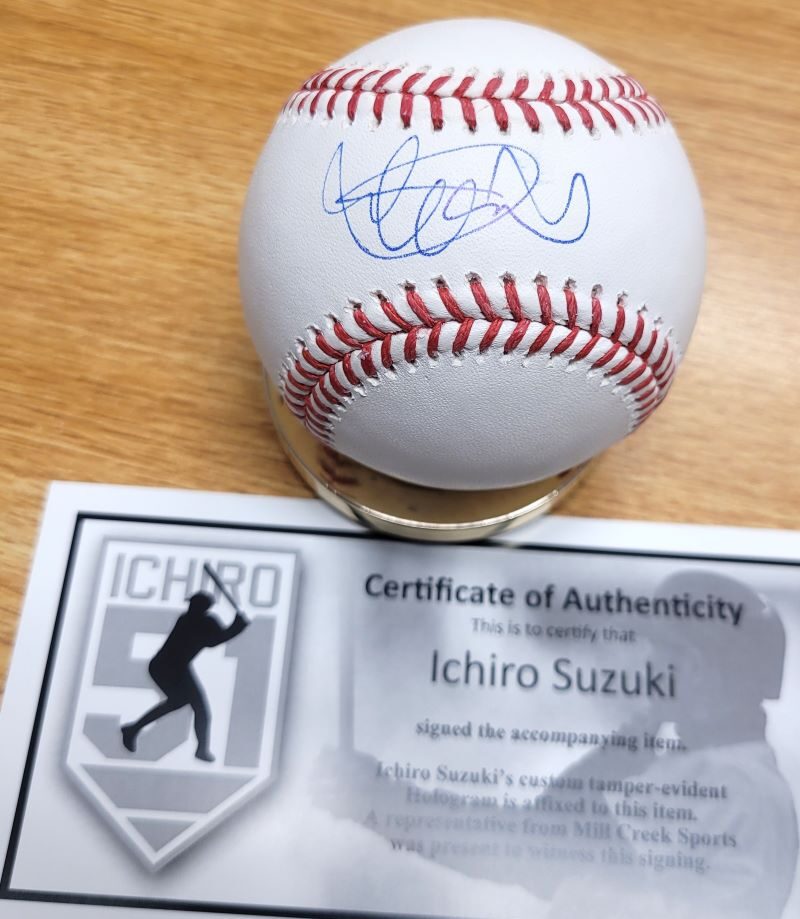 Ichiro
ICHIRO
51
Certificate of Authenticity
This is to certify that
Ichiro Suzuki
signed the accompanying item.
Ichiro Suzuki's custom tamper-evident
Hologram is affixed to this item.
A representative from Mill Creek Sports
was present to witness this signing.